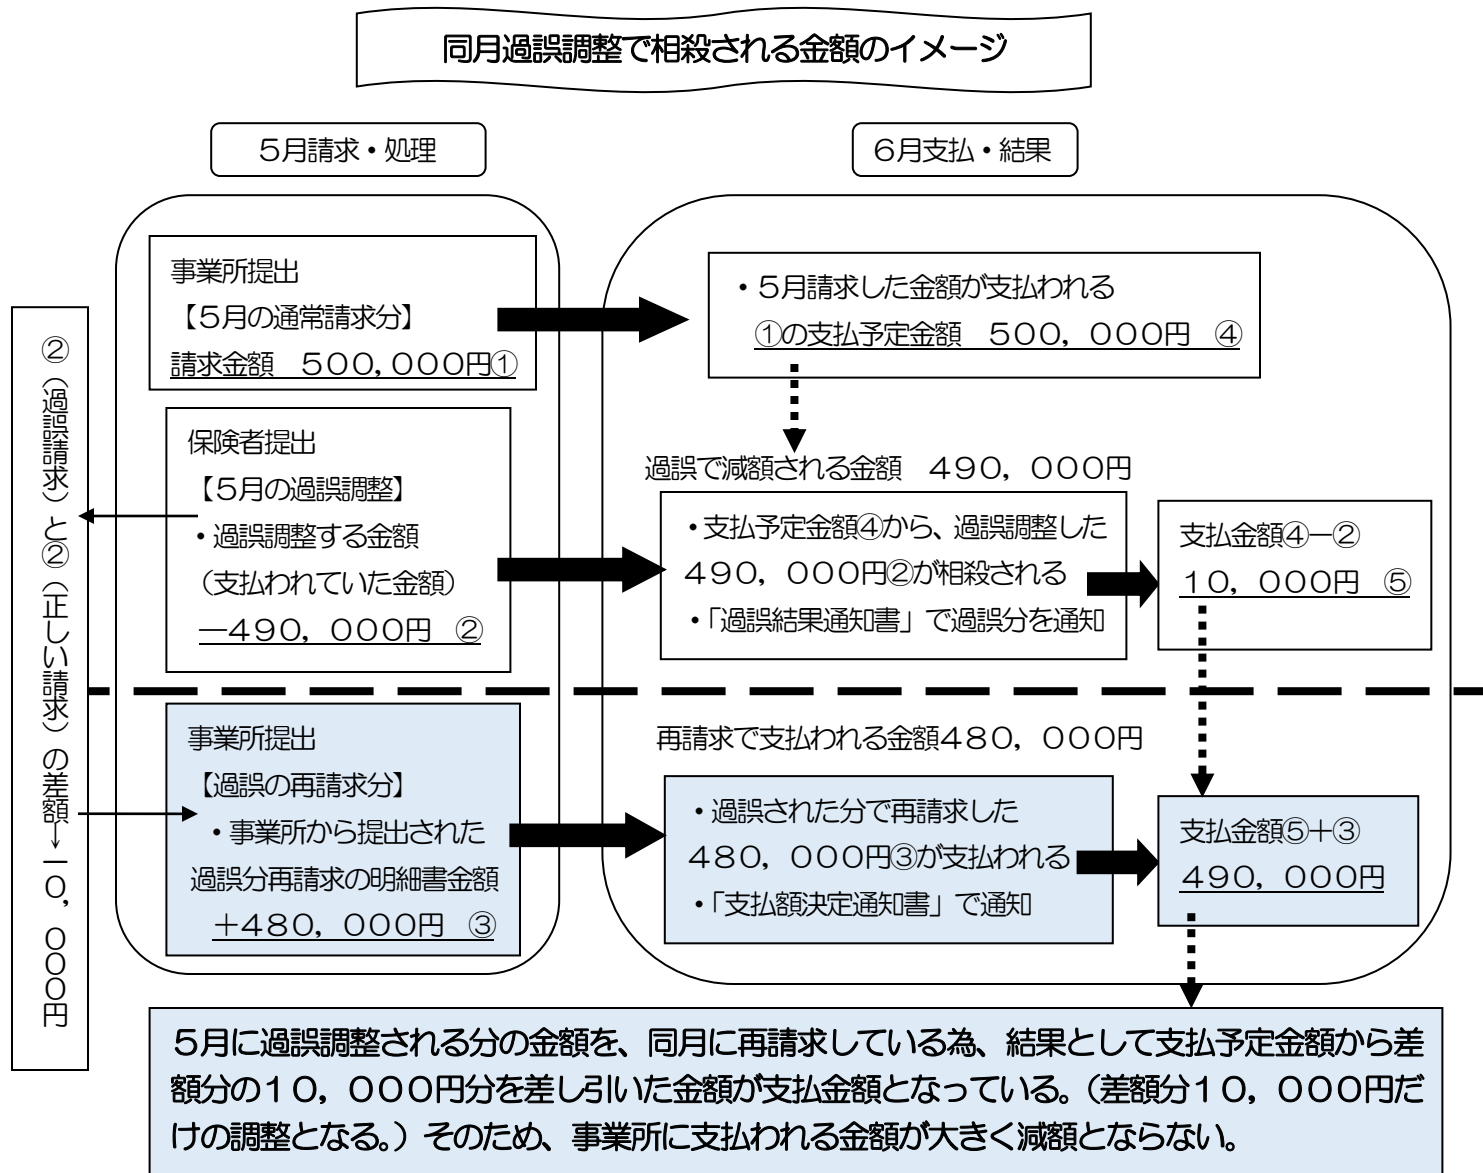 同月過誤調整で相殺される金額のイメージ
５月請求・処理
６月支払・結果
事業所提出
【５月の通常請求分】
請求金額　５００,０００円①
・５月請求した金額が支払われる
①の支払予定金額　５００，０００円　④
②（過誤請求）と②（正しい請求）の差額→一０，０００円
保険者提出
【５月の過誤調整】
・過誤調整する金額
（支払われていた金額）
―４９０，０００円　②
過誤で減額される金額　４９０，０００円
・支払予定金額④から、過誤調整した
４９０，０００円②が相殺される
・「過誤結果通知書」で過誤分を通知
支払金額④―②
１０，０００円　⑤
事業所提出
【過誤の再請求分】
・事業所から提出された
過誤分再請求の明細書金額
＋４８０，０００円　③
再請求で支払われる金額４８０，０００円
・過誤された分で再請求した
４８０，０００円③が支払われる
・「支払額決定通知書」で通知
支払金額⑤＋③
４９０，０００円
５月に過誤調整される分の金額を、同月に再請求している為、結果として支払予定金額から差
額分の１０，０００円分を差し引いた金額が支払金額となっている。（差額分１０，０００円だ
けの調整となる。）そのため、事業所に支払われる金額が大きく減額とならない。